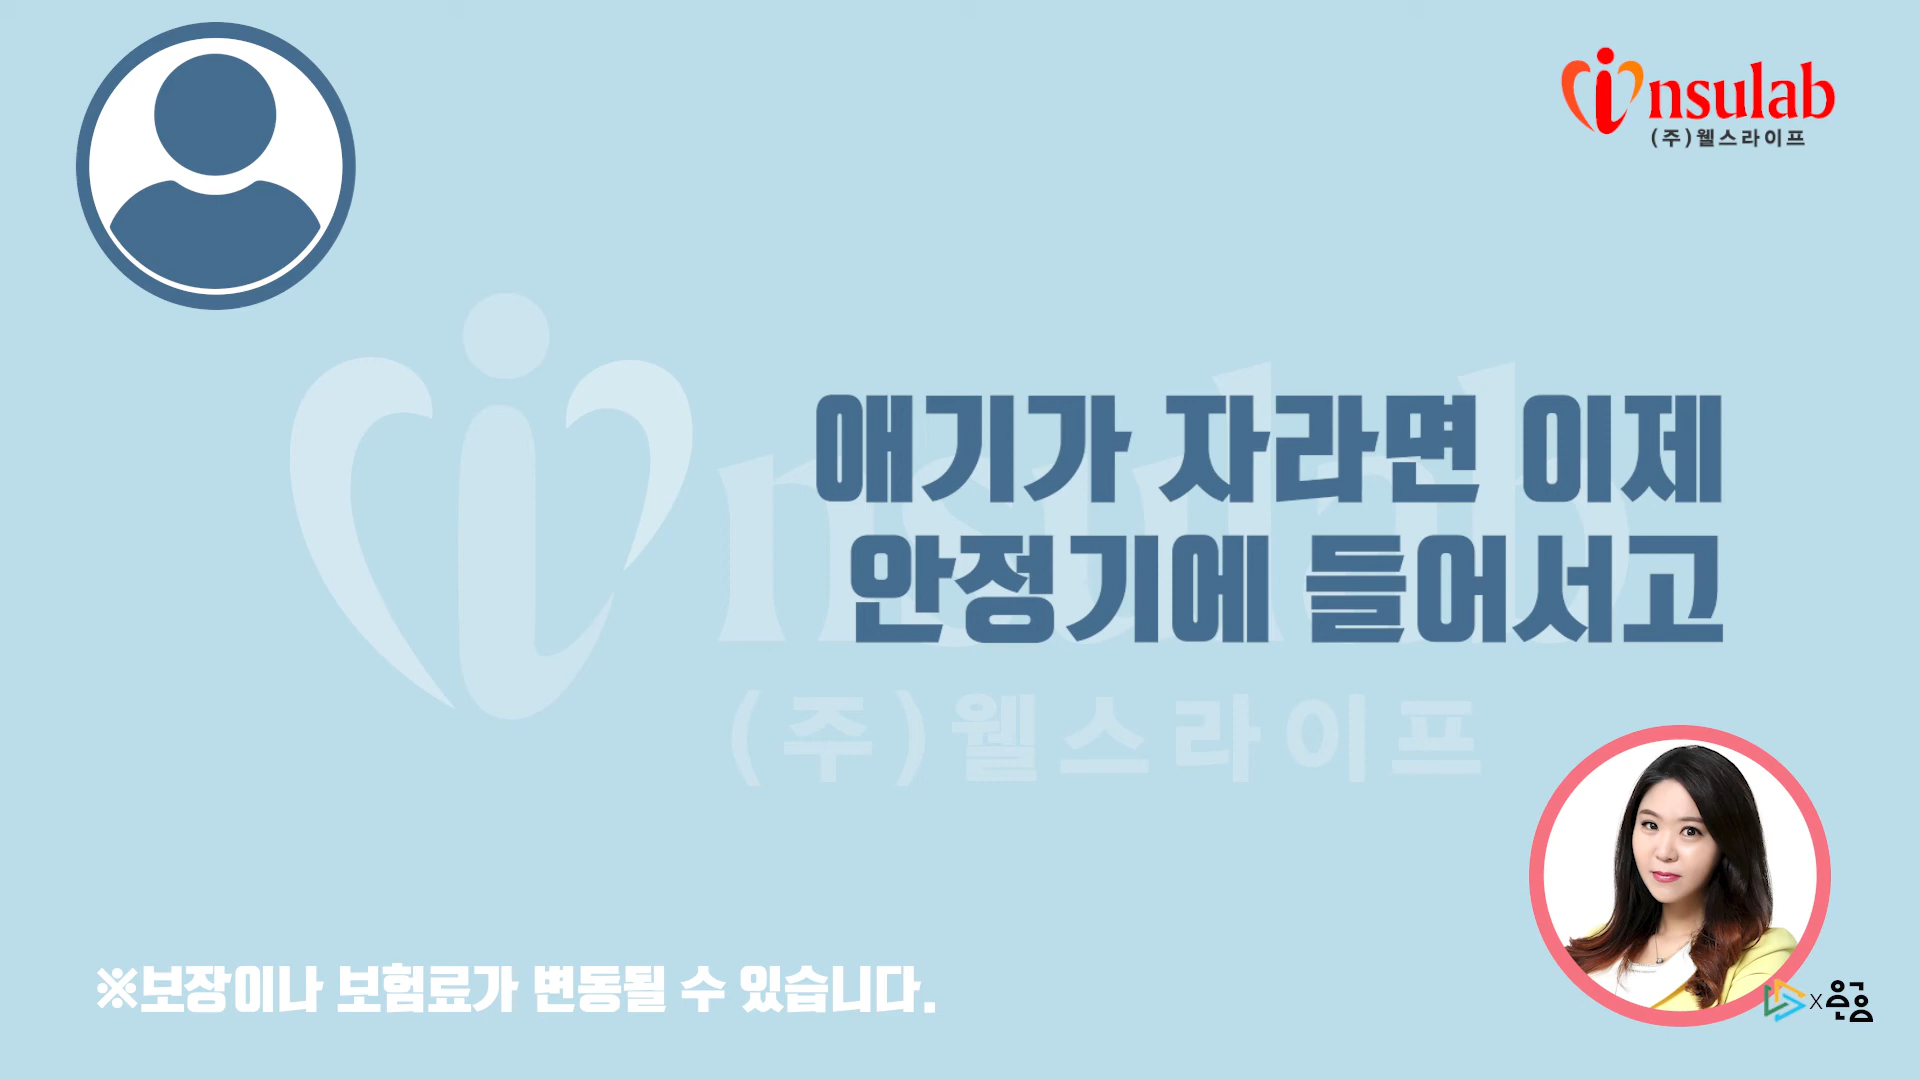 insulab
(주)웰스라이프
애기가 자라면 이제
안정기에 들어서고
insulab
(주)웰스라이프
※보장이나 보험료가 변동될 수 있습니다.
X